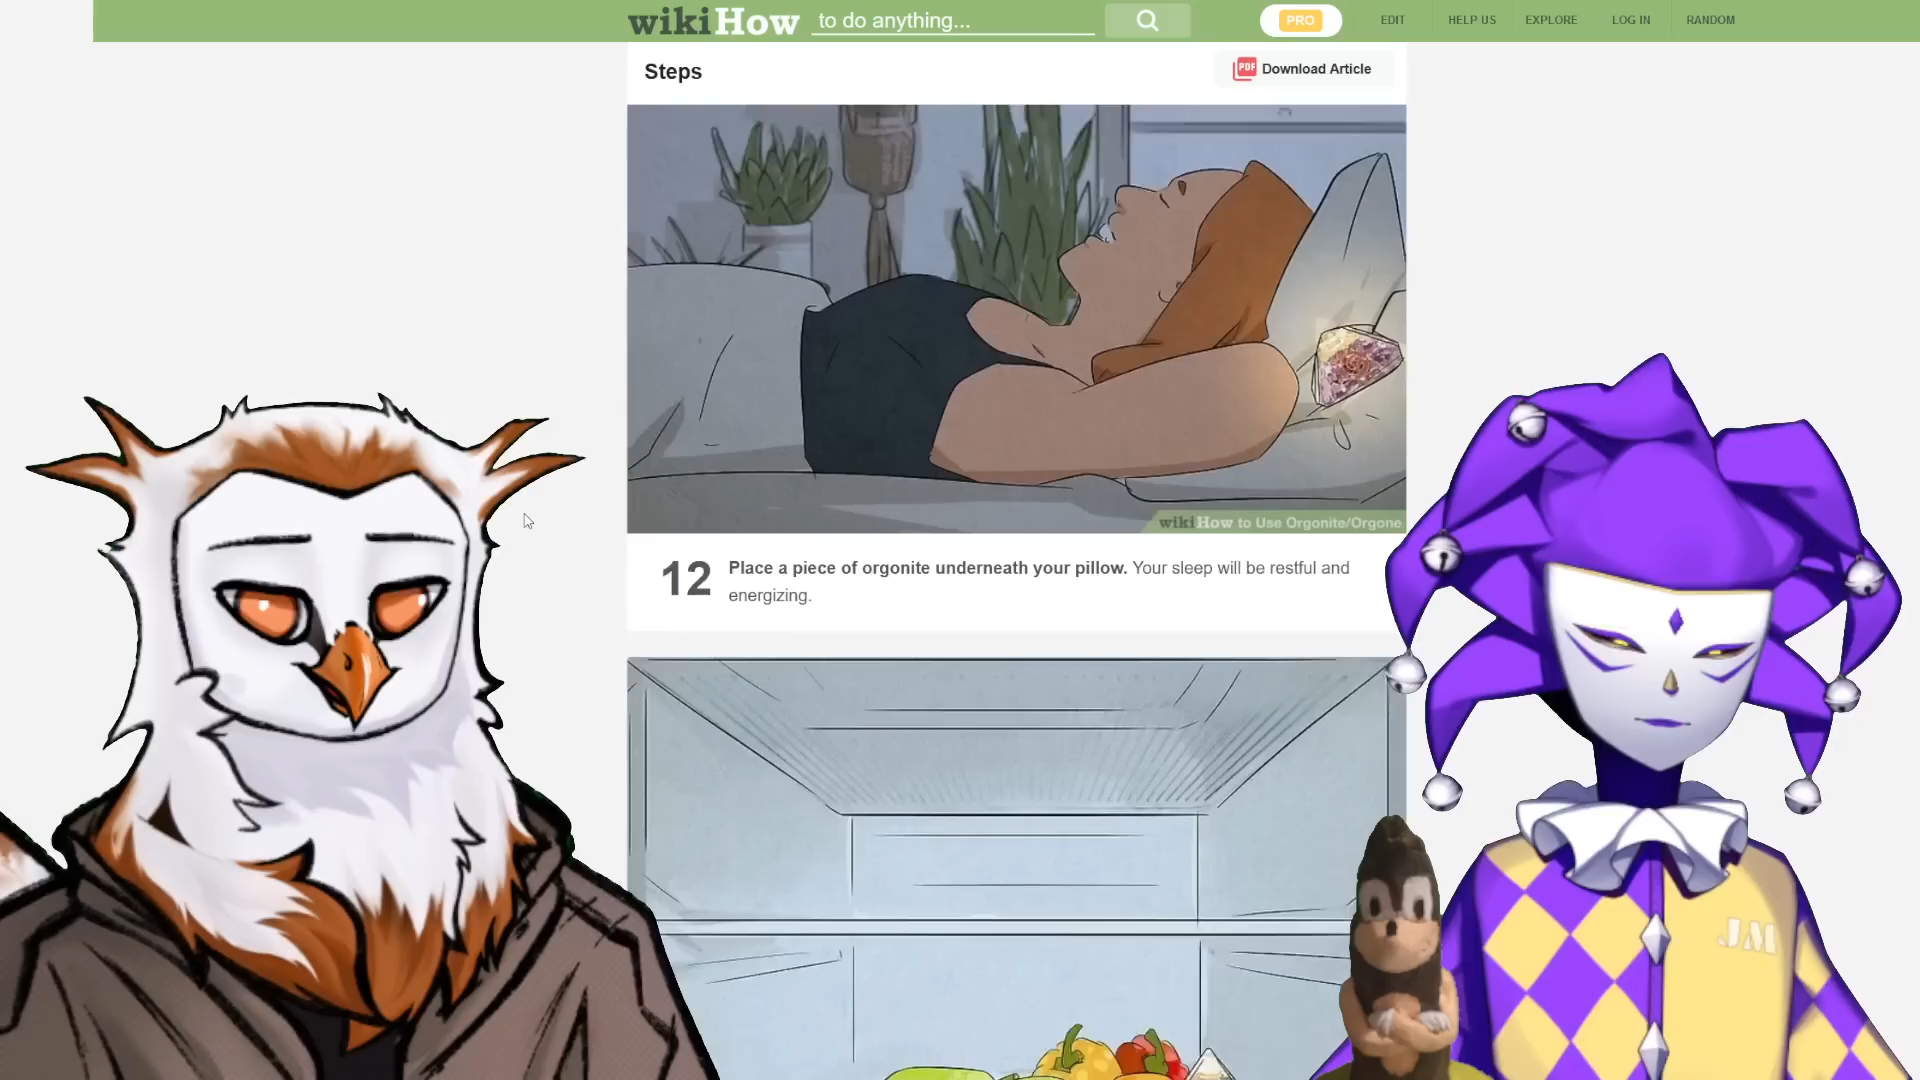 wikiHow to do anything...
PRO
EDIT
HELP US
EXPLORE
LOG IN
RANDOM
Steps
PDF Download Article
wikiHow to Use Orgonite/Orgone
12 Place a piece of orgonite underneath your pillow. Your sleep will be restful and
energizing.
JM